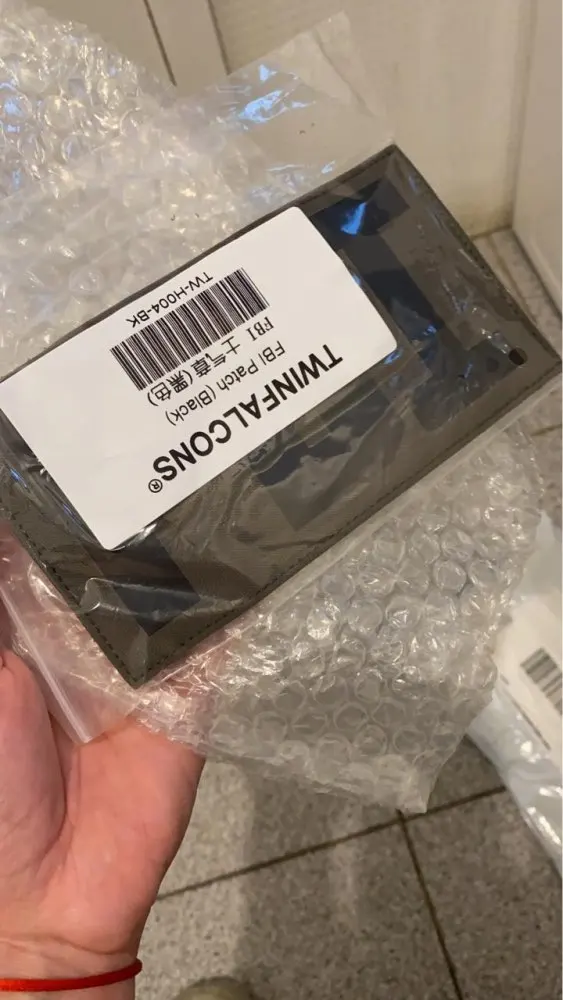 TWINFALCONS®
FBI Patch (Black)
FBI 士气章(黑色)
TW-H004-BK